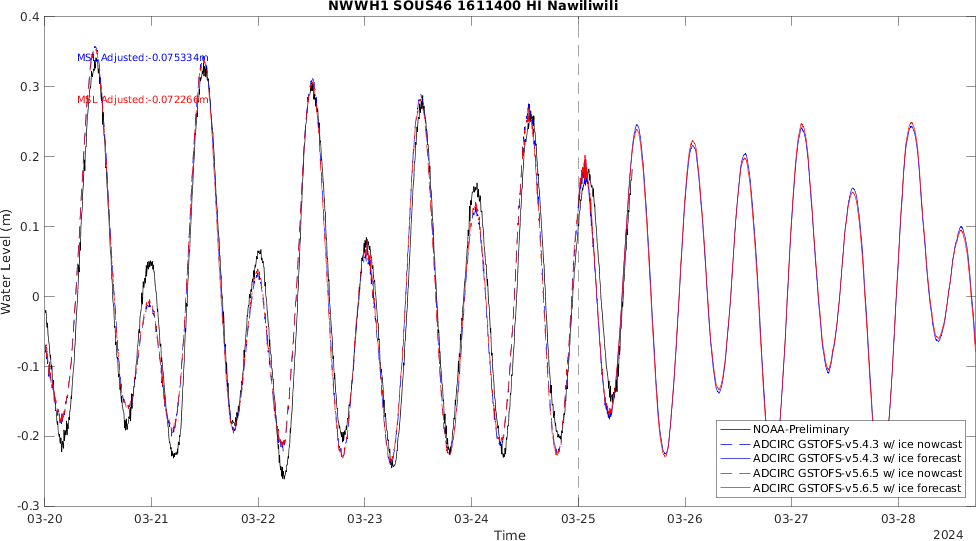 NWWH1 SOUS46 1611400 HI Nawiliwili
0.4
0.3
0.2
0.1
0
-0.1
-0.2
-0.3
Water Level (m)
MSL Adjusted:-0.075334m
MSL Adjusted:-0.072266m
NOAA-Preliminary
ADCIRC GSTOFS-v5.4.3 w/ ice nowcast
ADCIRC GSTOFS-v5.4.3 w/ ice forecast
ADCIRC GSTOFS-v5.6.5 w/ ice nowcast
ADCIRC GSTOFS-v5.6.5 w/ ice forecast
03-20 03-21 03-22 03-23 03-24 03-25 03-26 03-27 03-28
Time
2024